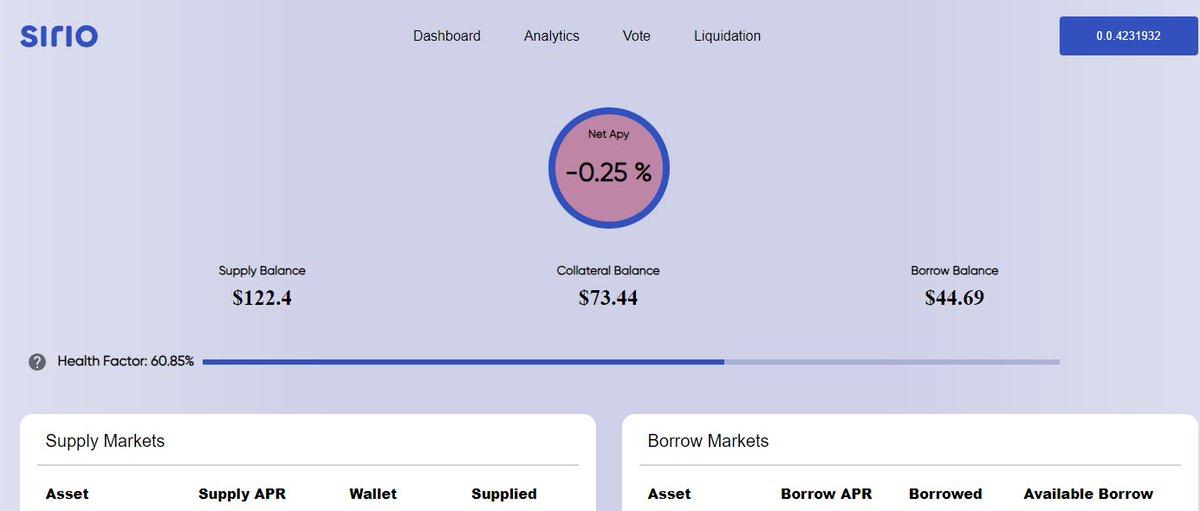 sirio
Dashboard Analytics Vote Liquidation
0.0.4231932
Net Apy
-0.25 %
Supply Balance
$122.4
Collateral Balance
$73.44
Borrow Balance
$44.69
? Health Factor: 60.85%
Supply Markets
Asset Supply APR Wallet Supplied
Borrow Markets
Asset Borrow APR Borrowed Available Borrow